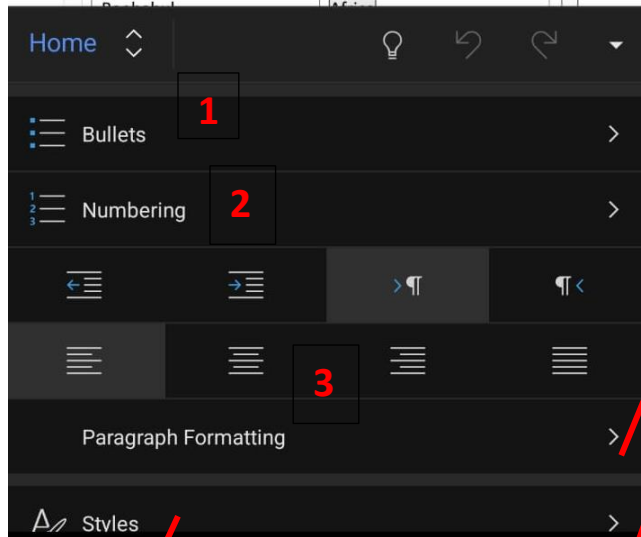 Home
1
Bullets
Numbering 2
3
Paragraph Formatting
Styles